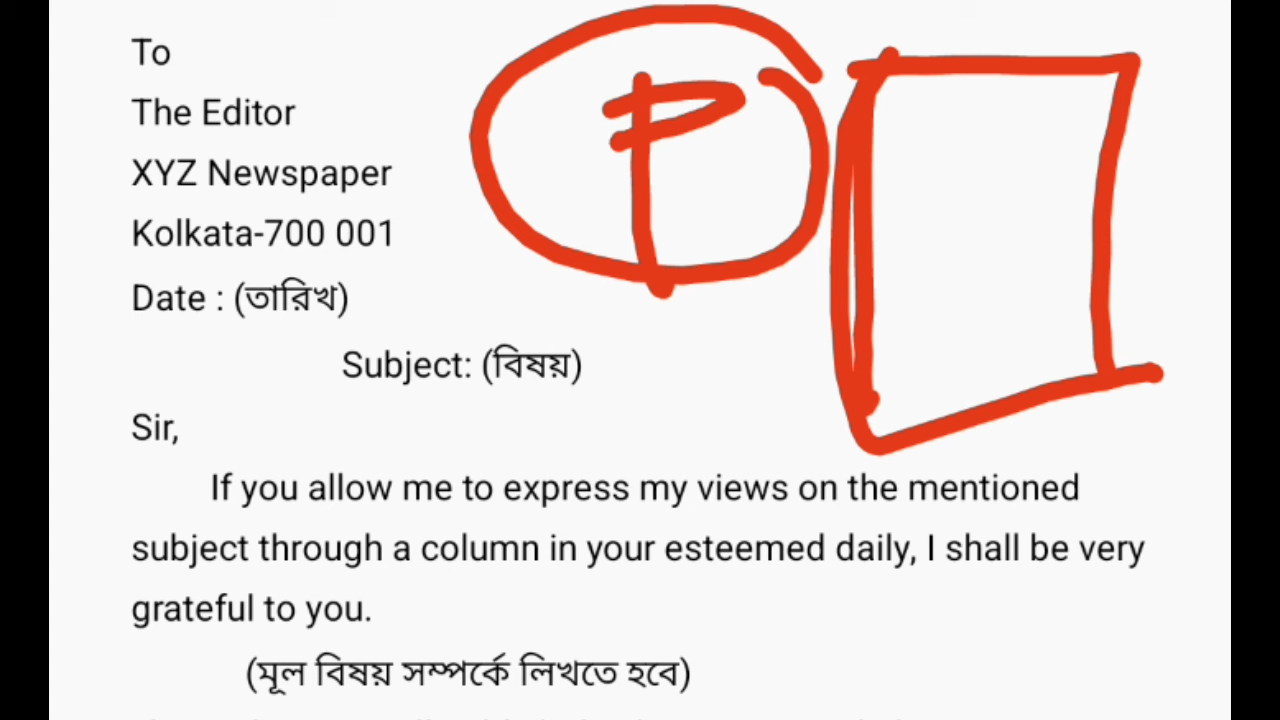 To
The Editor
XYZ Newspaper
Kolkata-700 001
Date : (তারিখ)
Subject: (বিষয়)
Sir,
If you allow me to express my views on the mentioned
subject through a column in your esteemed daily, I shall be very
grateful to you.
(মূল বিষয় সম্পর্কে লিখতে হবে)
P